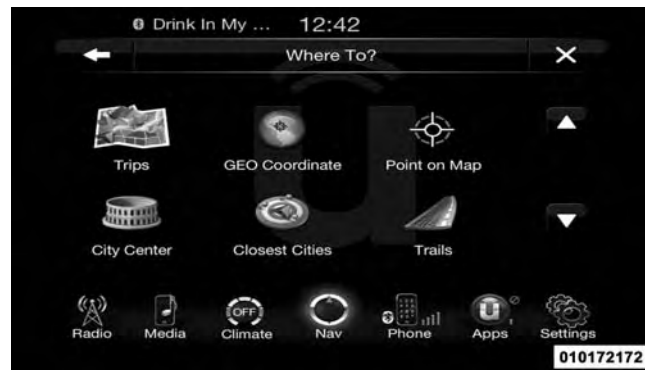 Drink In My ... 12:42
Where To?
Trips GEO Coordinate Point on Map
City Center Closest Cities Trails
OFF
Radio Media Climate Nav Phone Apps Settings
010172172